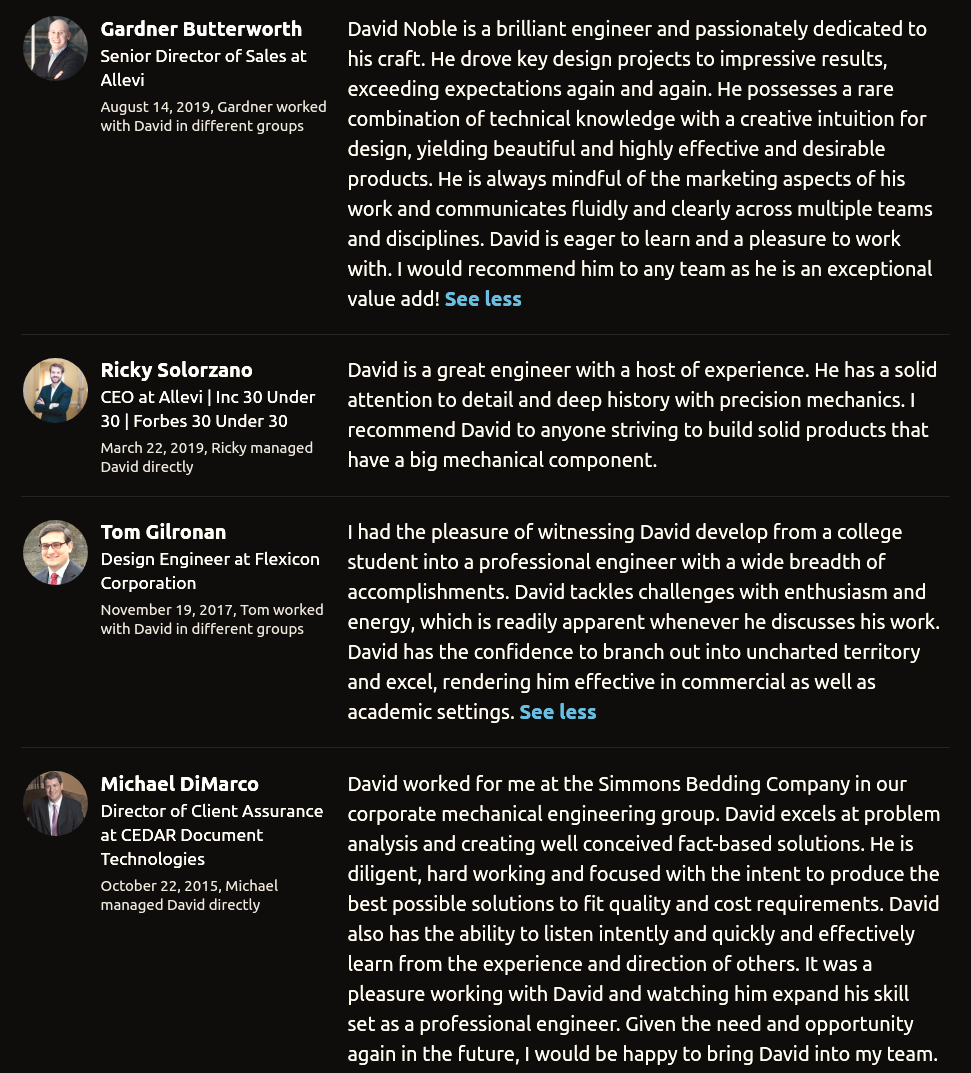 Gardner Butterworth
Senior Director of Sales at
Allevi
August 14, 2019, Gardner worked
with David in different groups
David Noble is a brilliant engineer and passionately dedicated to
his craft. He drove key design projects to impressive results,
exceeding expectations again and again. He possesses a rare
combination of technical knowledge with a creative intuition for
design, yielding beautiful and highly effective and desirable
products. He is always mindful of the marketing aspects of his
work and communicates fluidly and clearly across multiple teams
and disciplines. David is eager to learn and a pleasure to work
with. I would recommend him to any team as he is an exceptional
value add! See less
Ricky Solorzano
CEO at Allevi | Inc 30 Under
30 | Forbes 30 Under 30
March 22, 2019, Ricky managed
David directly
David is a great engineer with a host of experience. He has a solid
attention to detail and deep history with precision mechanics. I
recommend David to anyone striving to build solid products that
have a big mechanical component.
Tom Gilronan
Design Engineer at Flexicon
Corporation
November 19, 2017, Tom worked
with David in different groups
I had the pleasure of witnessing David develop from a college
student into a professional engineer with a wide breadth of
accomplishments. David tackles challenges with enthusiasm and
energy, which is readily apparent whenever he discusses his work.
David has the confidence to branch out into uncharted territory
and excel, rendering him effective in commercial as well as
academic settings. See less
Michael DiMarco
Director of Client Assurance
at CEDAR Document
Technologies
October 22, 2015, Michael
managed David directly
David worked for me at the Simmons Bedding Company in our
corporate mechanical engineering group. David excels at problem
analysis and creating well conceived fact-based solutions. He is
diligent, hard working and focused with the intent to produce the
best possible solutions to fit quality and cost requirements. David
also has the ability to listen intently and quickly and effectively
learn from the experience and direction of others. It was a
pleasure working with David and watching him expand his skill
set as a professional engineer. Given the need and opportunity
again in the future, I would be happy to bring David into my team.